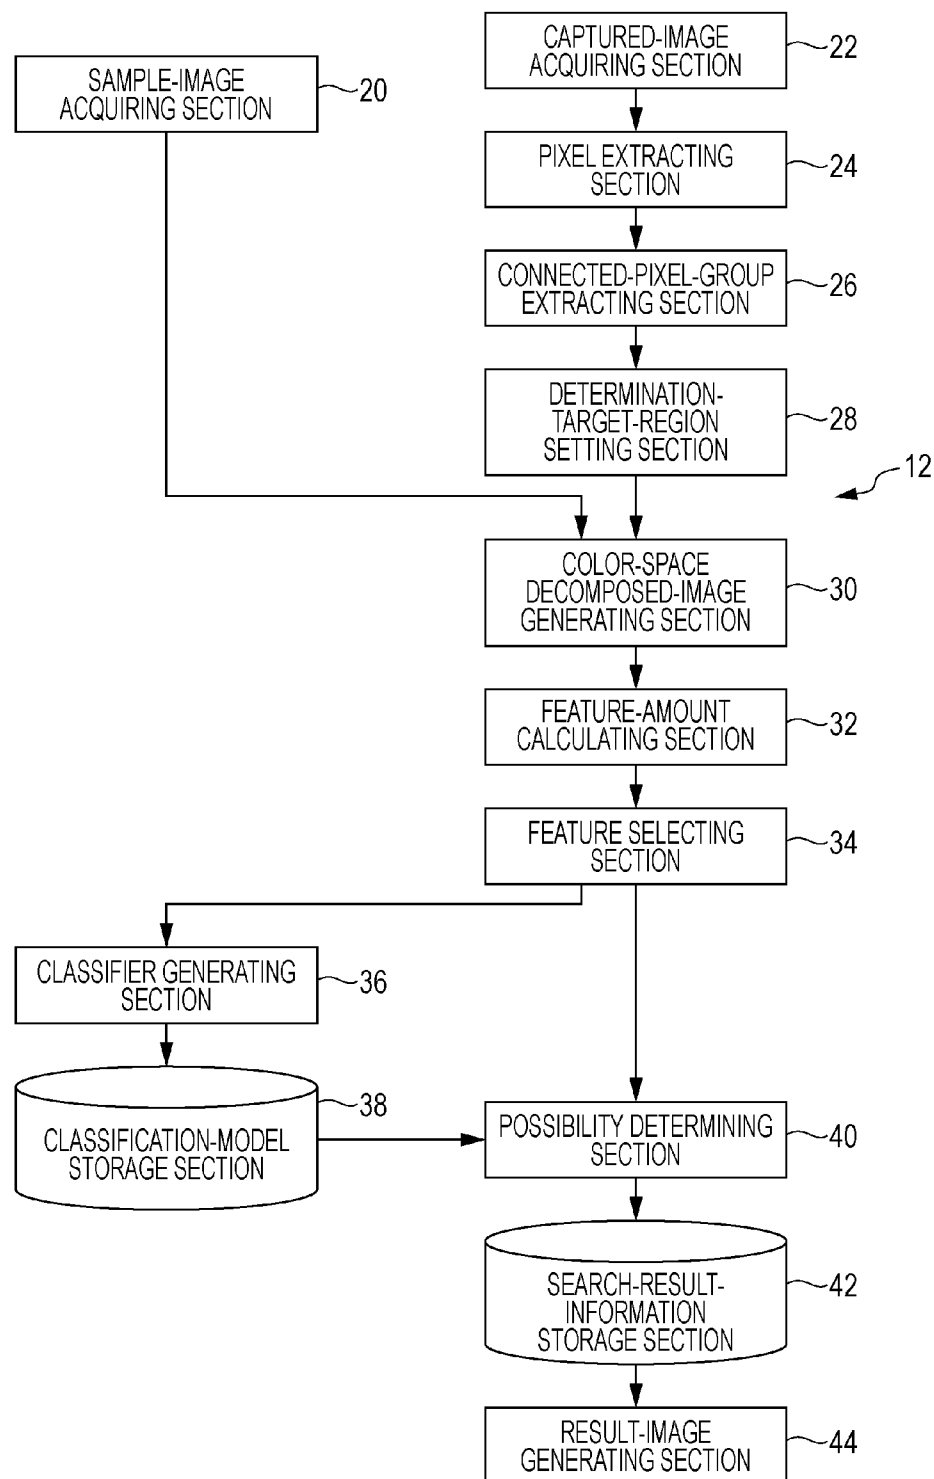 CAPTURED-IMAGE
ACQUIRING SECTION
22
SAMPLE-IMAGE
ACQUIRING SECTION
20
PIXEL EXTRACTING
SECTION
24
CONNECTED-PIXEL-GROUP
EXTRACTING SECTION
26
DETERMINATION-
TARGET-REGION
SETTING SECTION
28
12
COLOR-SPACE
DECOMPOSED-IMAGE
GENERATING SECTION
30
FEATURE-AMOUNT
CALCULATING SECTION
32
FEATURE SELECTING
SECTION
34
CLASSIFIER GENERATING
SECTION
36
CLASSIFICATION-MODEL
STORAGE SECTION
38
POSSIBILITY DETERMINING
SECTION
40
SEARCH-RESULT-
INFORMATION
STORAGE SECTION
42
RESULT-IMAGE
GENERATING SECTION
44